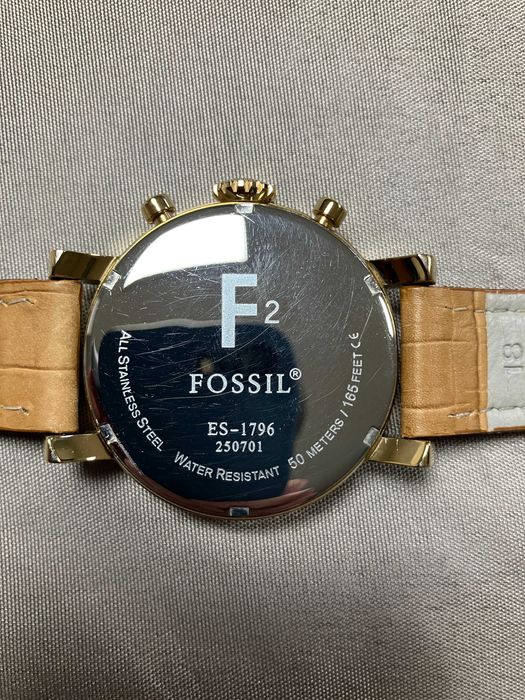 F2
FOSSIL®
ES-1796
250701
ALL STAINLESS STEEL WATER RESISTANT 50 METERS / 165 FEET CE
18